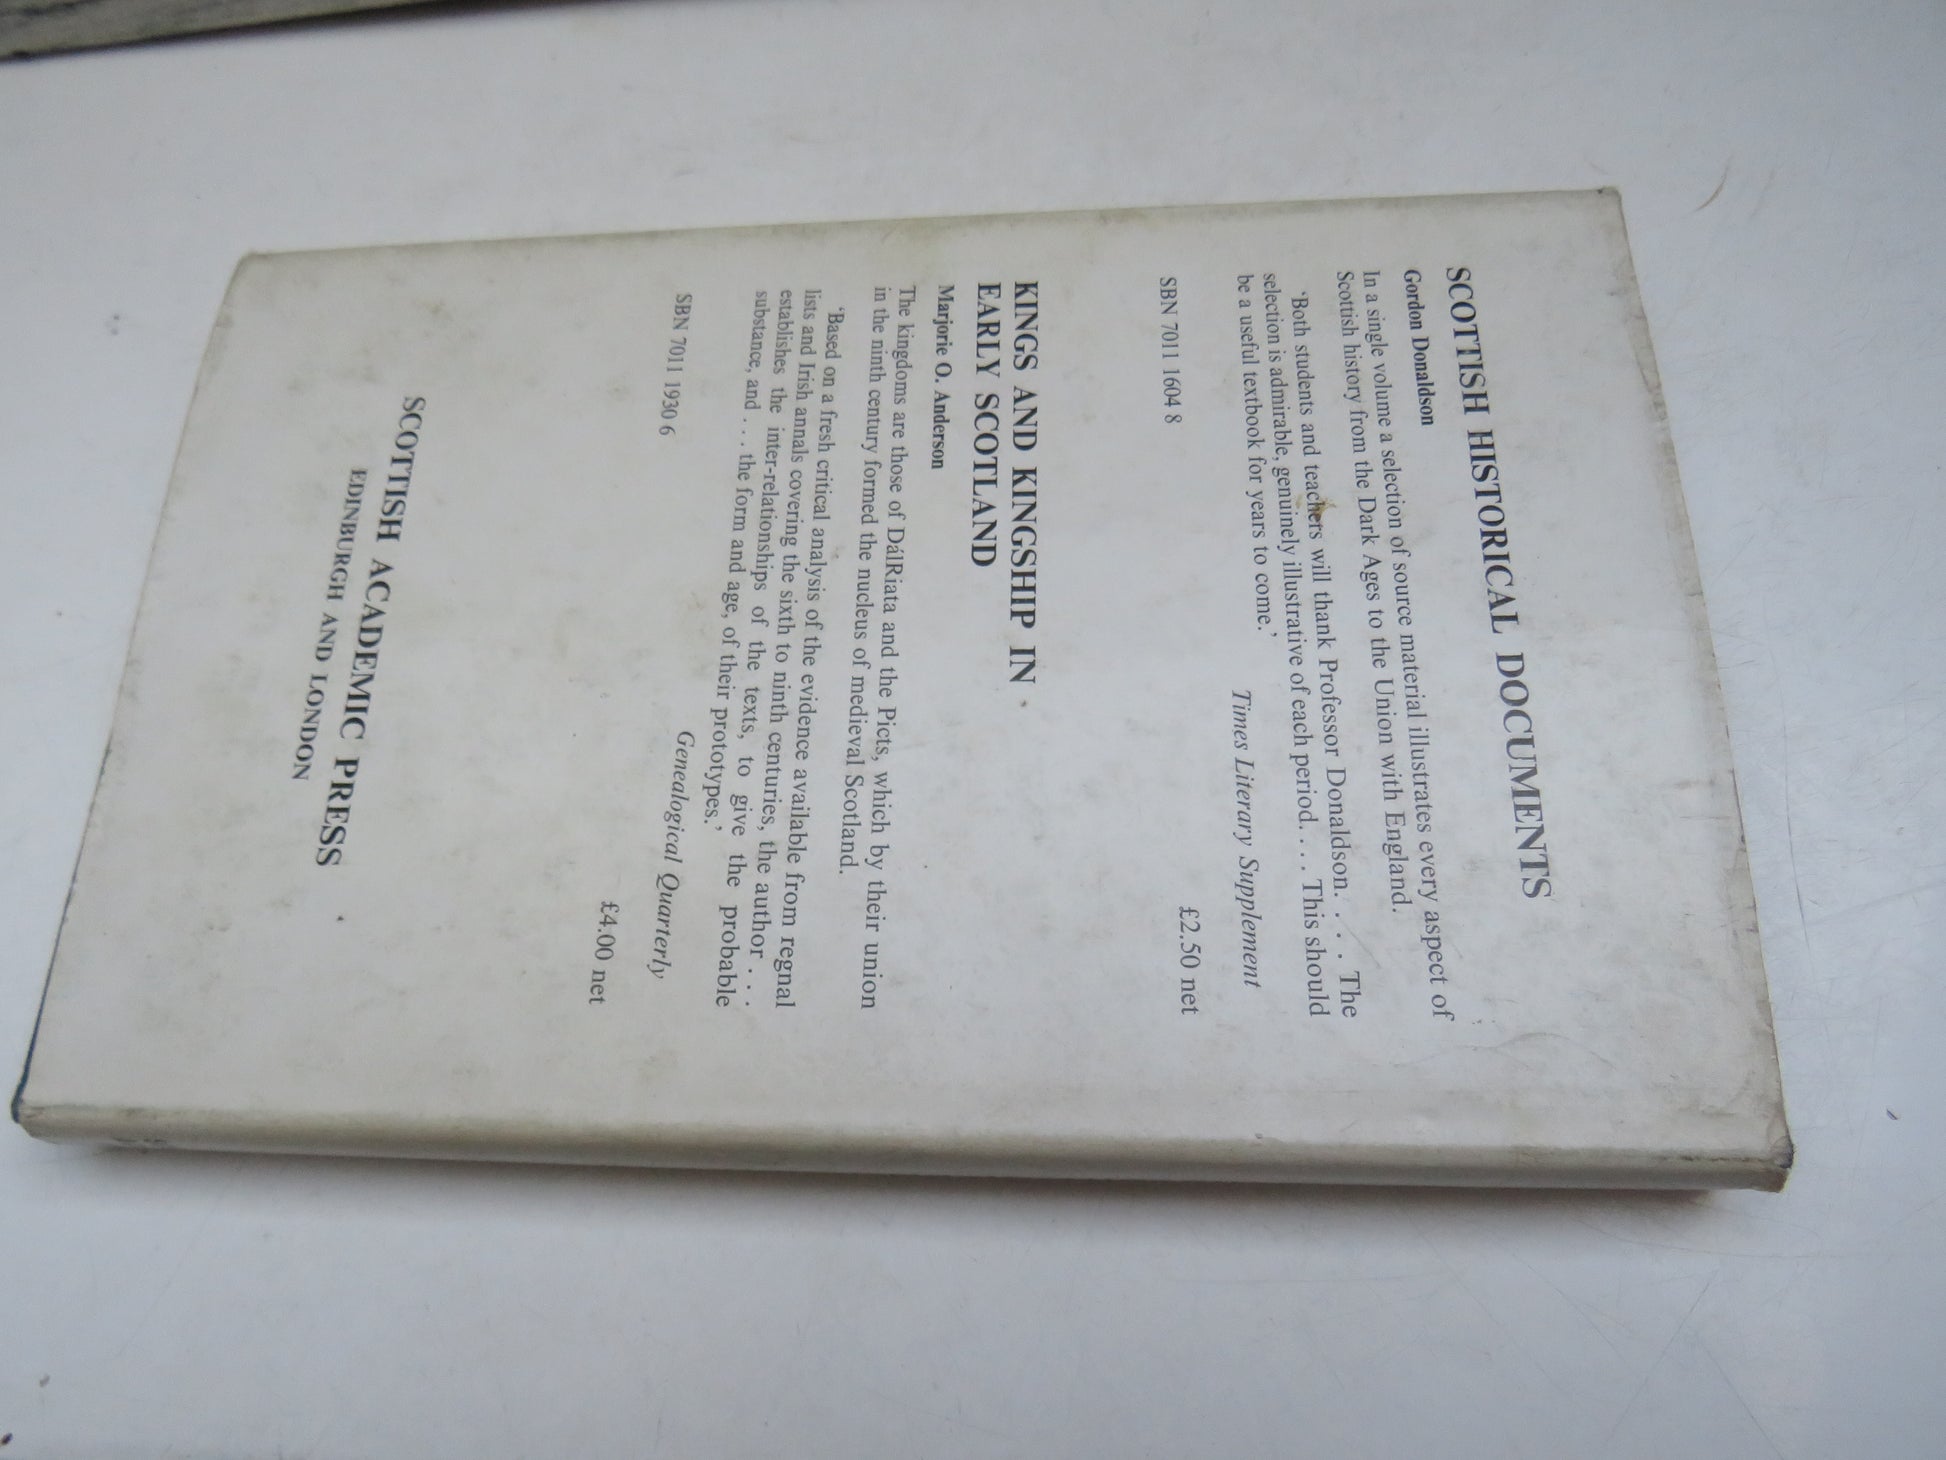 SCOTTISH HISTORICAL DOCUMENTS
Gordon Donaldson
In a single volume a selection of source material illustrates every aspect of
Scottish history from the Dark Ages to the Union with England.
‘Both students and teachers will thank Professor Donaldson. . . . The
selection is admirable, genuinely illustrative of each period. . . . This should
be a useful textbook for years to come.’
Times Literary Supplement
SBN 7011 1604 8
£2.50 net
KINGS AND KINGSHIP IN
EARLY SCOTLAND
Marjorie O. Anderson
The kingdoms are those of DálRiata and the Picts, which by their union
in the ninth century formed the nucleus of medieval Scotland.
‘Based on a fresh critical analysis of the evidence available from regnal
lists and Irish annals covering the sixth to ninth centuries, the author . . .
establishes the inter-relationships of the texts, to give the probable
substance, and . . . the form and age, of their prototypes.’
Genealogical Quarterly
SBN 7011 1930 6
£4.00 net
SCOTTISH ACADEMIC PRESS
EDINBURGH AND LONDON